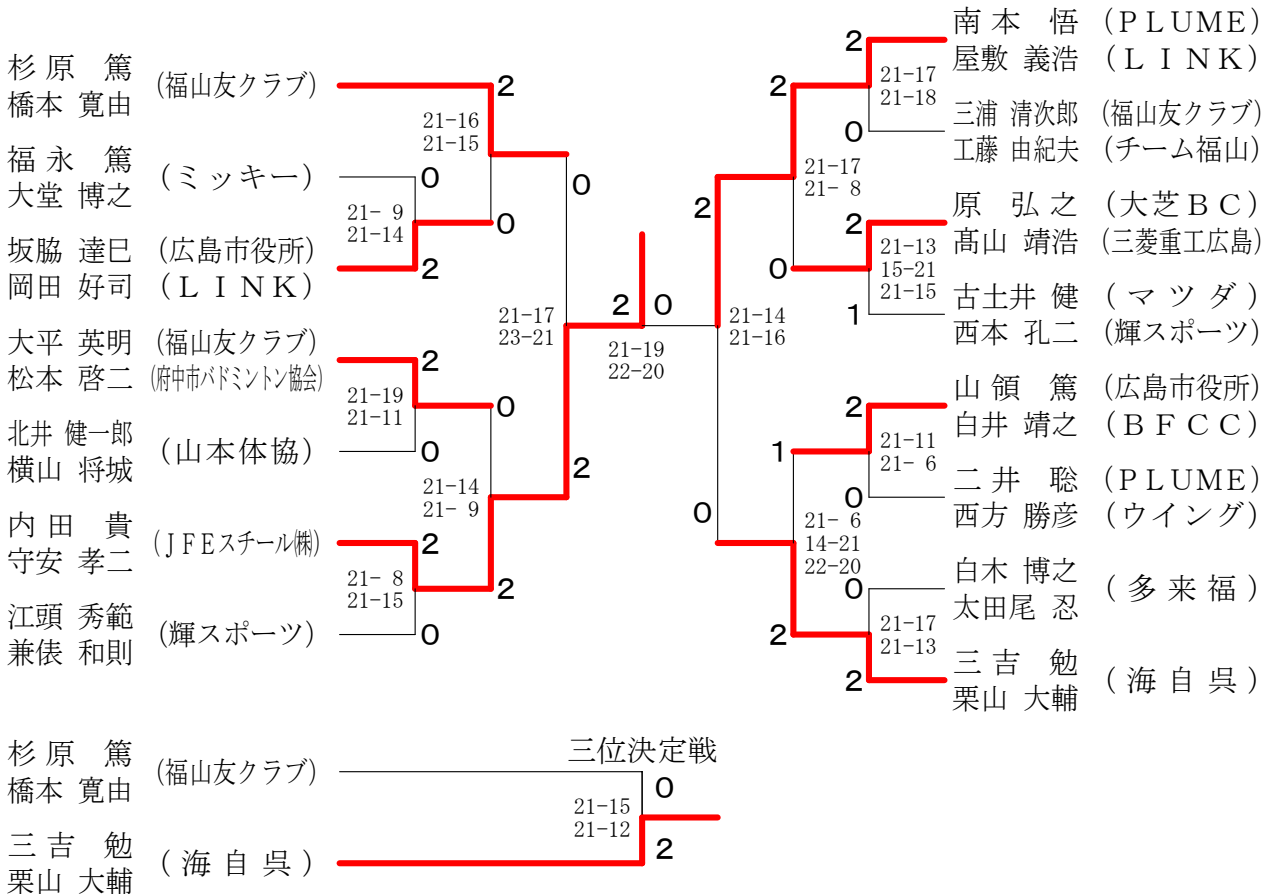 杉 原 篤
橋本 寛由
(福山友クラブ)
2
21-16
21-15
福 永 篤
大堂 博之
(ミッキー)
0
21- 9
21-14
0
坂脇 達巳 (広島市役所)
岡田 好司 (ＬＩＮＫ)
2
0
21-17
23-21
大平 英明 (福山友クラブ)
松本 啓二 (府中市バドミントン協会)
2
21-19
21-11
0
北井 健一郎
横山 将城
(山本体協)
0
21-14
21- 9
2
内 田 貴
守安 孝二
(ＪＦＥスチール㈱)
2
21- 8
21-15
2
江頭 秀範
兼俵 和則
(輝スポーツ)
0
2 0
21-19
22-20
南 本 悟 (ＰＬＵＭＥ)
屋敷 義浩 (ＬＩＮＫ)
2
2
21-17
21-18
三浦 清次郎 (福山友クラブ)
工藤 由紀夫 (チーム福山)
0
21-17
21- 8
2
原 弘 之 (大芝ＢＣ)
髙山 靖浩 (三菱重工広島)
2
0
21-13
15-21
21-15
古土井 健 (マツダ)
西本 孔二 (輝スポーツ)
1
21-14
21-16
山 領 篤 (広島市役所)
白井 靖之 (ＢＦＣＣ)
2
1
21-11
21- 6
二 井 聡 (ＰＬＵＭＥ)
西方 勝彦 (ウイング)
0
0
21- 6
14-21
22-20
白木 博之
太田尾 忍
(多来福)
0
2
21-17
21-13
三 吉 勉
栗山 大輔
(海自呉)
2
三位決定戦
杉 原 篤
橋本 寛由
(福山友クラブ)
0
21-15
21-12
三 吉 勉
栗山 大輔
(海自呉)
2